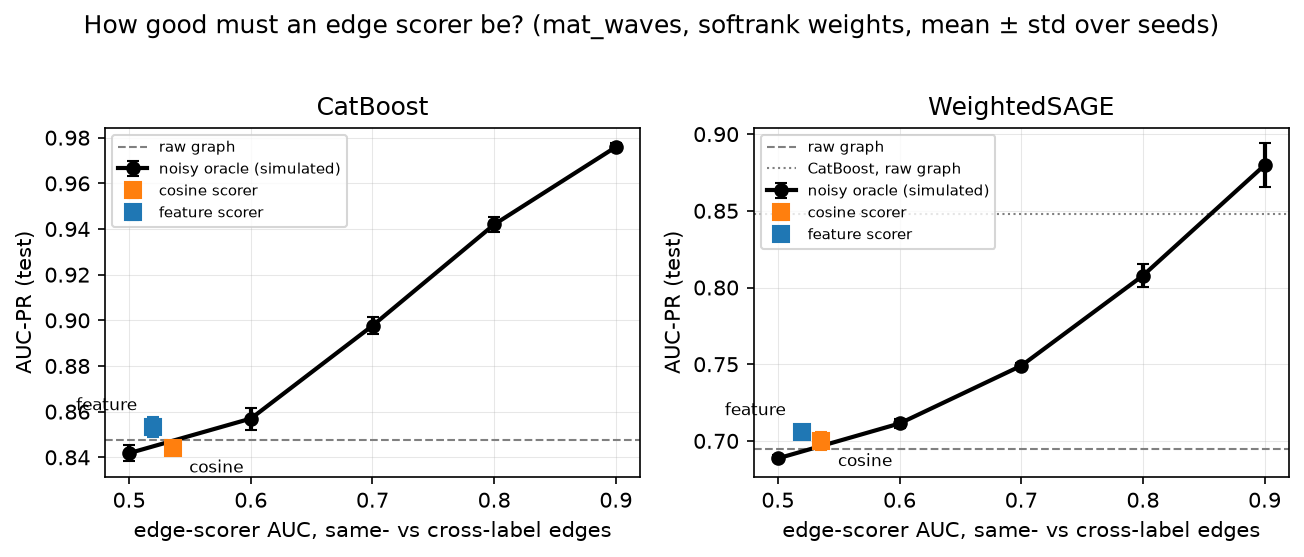 How good must an edge scorer be? (mat_waves, softrank weights, mean ± std over seeds)
CatBoost
AUC-PR (test)
0.98
0.96
0.94
0.92
0.90
0.88
0.86
0.84
raw graph
noisy oracle (simulated)
cosine scorer
feature scorer
feature
cosine
0.5 0.6 0.7 0.8 0.9
edge-scorer AUC, same- vs cross-label edges
WeightedSAGE
AUC-PR (test)
0.90
0.85
0.80
0.75
0.70
raw graph
CatBoost, raw graph
noisy oracle (simulated)
cosine scorer
feature scorer
feature
cosine
0.5 0.6 0.7 0.8 0.9
edge-scorer AUC, same- vs cross-label edges